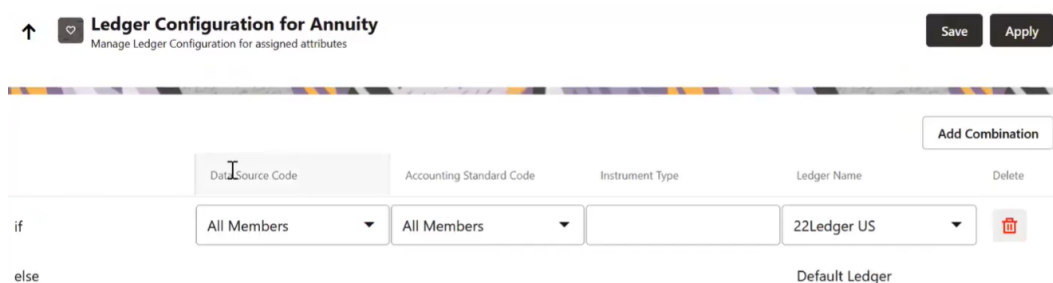 Ledger Configuration for Annuity
Manage Ledger Configuration for assigned attributes
Save Apply
Add Combination
Data Source Code Accounting Standard Code Instrument Type Ledger Name Delete
if All Members All Members 22Ledger US
else Default Ledger